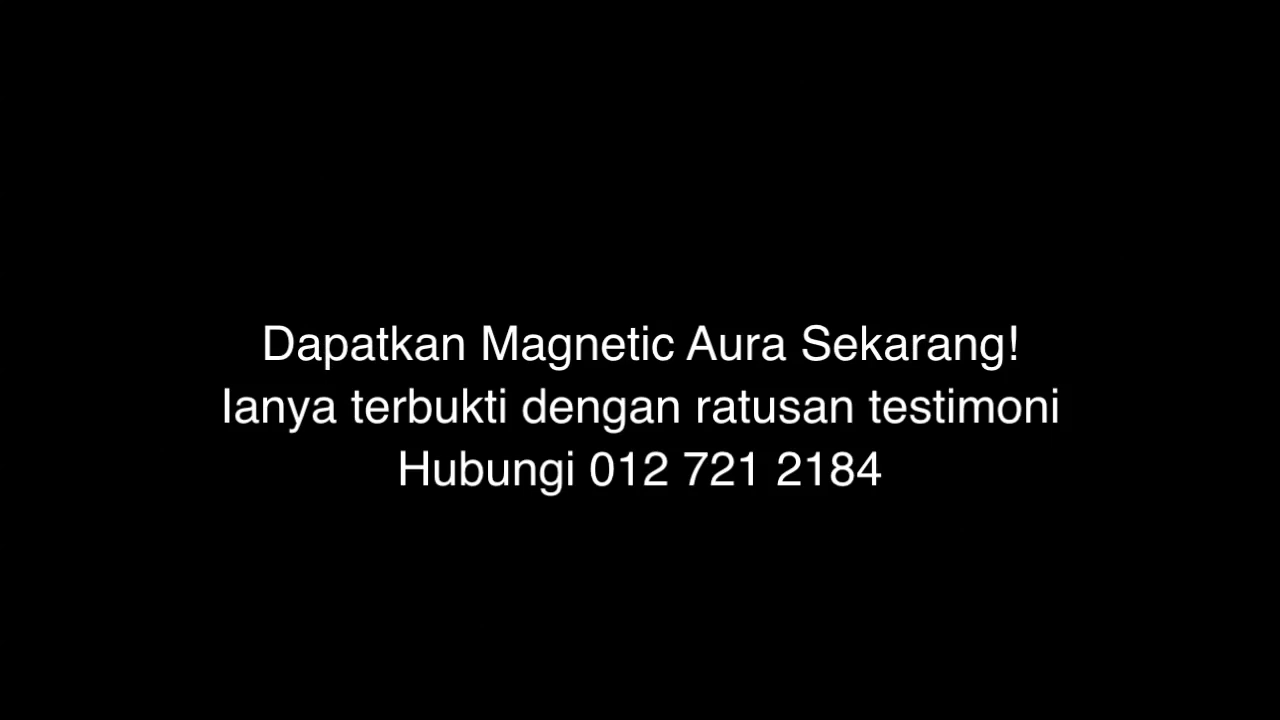 Dapatkan Magnetic Aura Sekarang!
Ianya terbukti dengan ratusan testimoni
Hubungi 012 721 2184